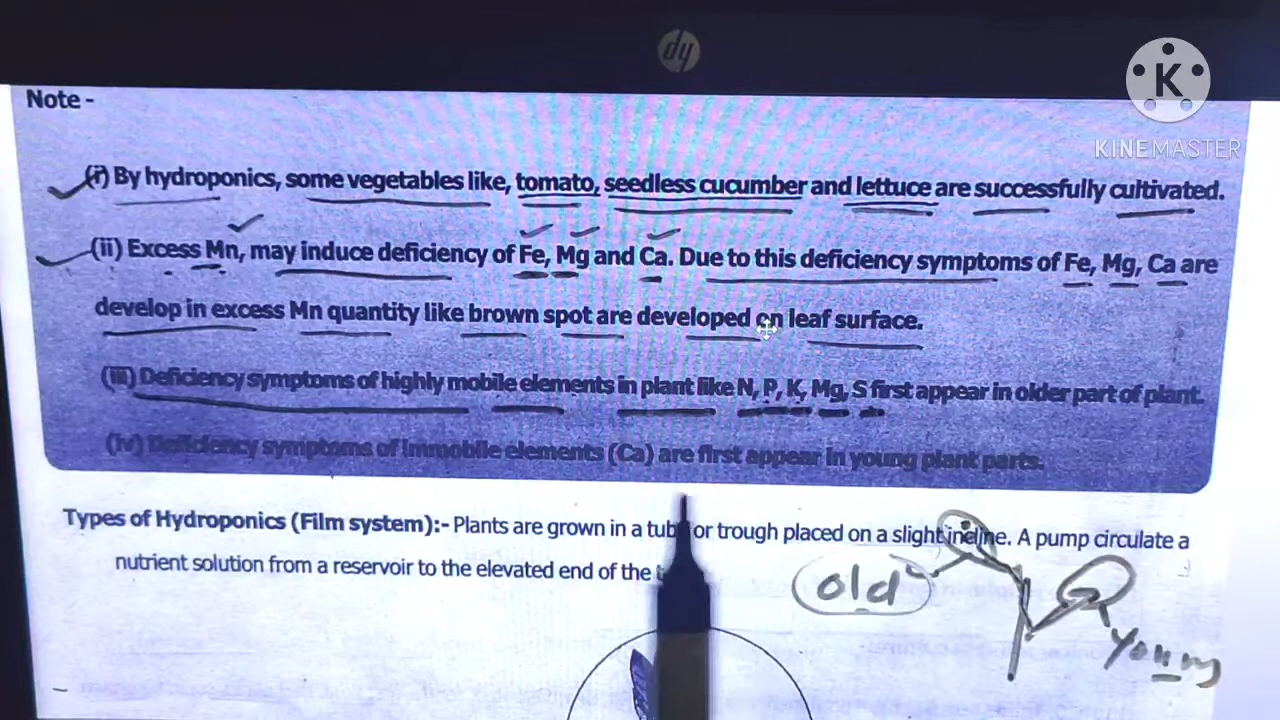 dy
K
KINEMASTER
Note -
(i) By hydroponics, some vegetables like, tomato, seedless cucumber and lettuce are successfully cultivated.
(ii) Excess Mn, may induce deficiency of Fe, Mg and Ca. Due to this deficiency symptoms of Fe, Mg, Ca are
develop in excess Mn quantity like brown spot are developed on leaf surface.
(iii) Deficiency symptoms of highly mobile elements in plant like N, P, K, Mg, S first appear in older part of plant.
(iv) Deficiency symptoms of immobile elements (Ca) are first appear in young plant parts.
Types of Hydroponics (Film system):- Plants are grown in a tube or trough placed on a slight incline. A pump circulate a
nutrient solution from a reservoir to the elevated end of the
old
young